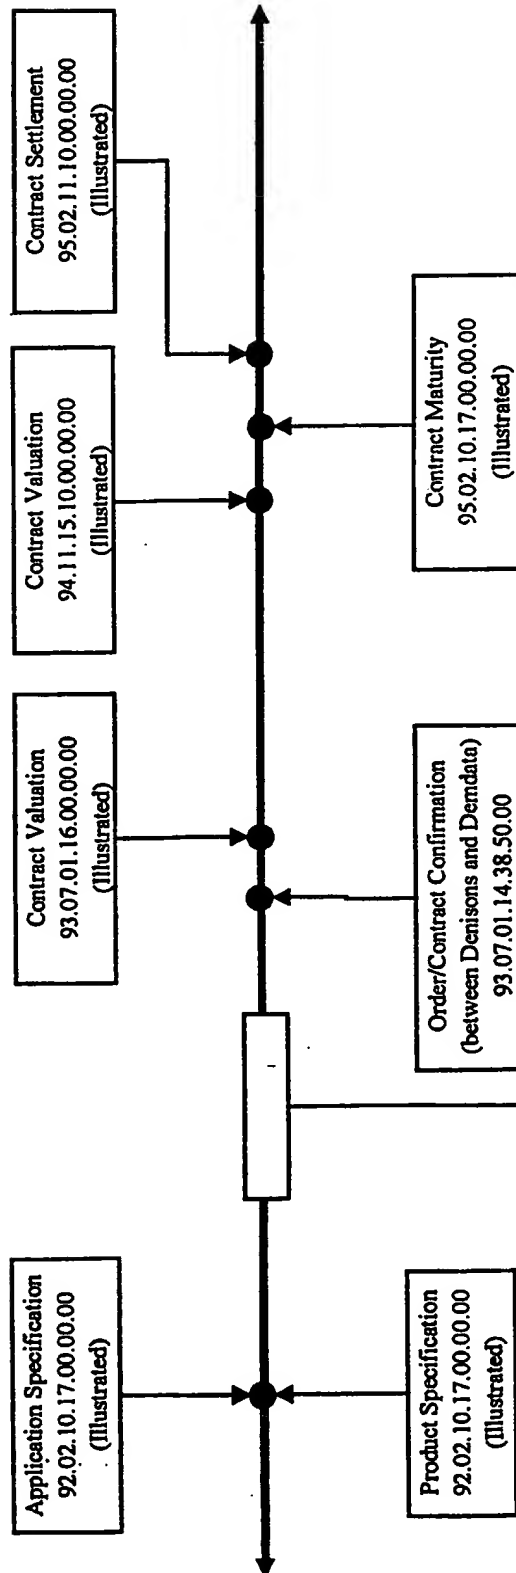 Application Specification
92.02.10.17.00.00.00
(Illustrated)
Contract Valuation
93.07.01.16.00.00.00
(Illustrated)
Contract Valuation
94.11.15.10.00.00.00
(Illustrated)
Contract Settlement
95.02.11.10.00.00.00
(Illustrated)
Product Specification
92.02.10.17.00.00.00
(Illustrated)
Order/Contract Confirmation
(between Denisons and Demdata)
93.07.01.14.38.50.00
Contract Maturity
95.02.10.17.00.00.00
(Illustrated)